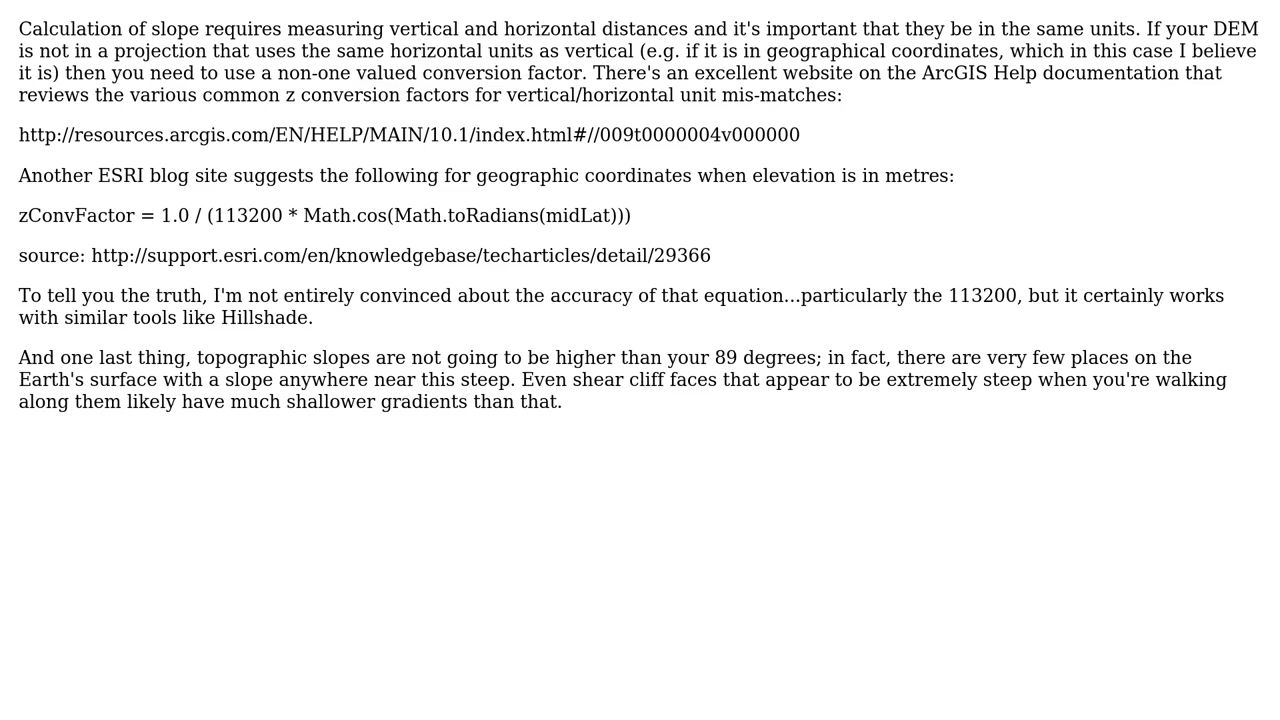 Calculation of slope requires measuring vertical and horizontal distances and it's important that they be in the same units. If your DEM
is not in a projection that uses the same horizontal units as vertical (e.g. if it is in geographical coordinates, which in this case I believe
it is) then you need to use a non-one valued conversion factor. There's an excellent website on the ArcGIS Help documentation that
reviews the various common z conversion factors for vertical/horizontal unit mis-matches:
http://resources.arcgis.com/EN/HELP/MAIN/10.1/index.html#//009t0000004v000000
Another ESRI blog site suggests the following for geographic coordinates when elevation is in metres:
zConvFactor = 1.0 / (113200 * Math.cos(Math.toRadians(midLat)))
source: http://support.esri.com/en/knowledgebase/techarticles/detail/29366
To tell you the truth, I'm not entirely convinced about the accuracy of that equation...particularly the 113200, but it certainly works
with similar tools like Hillshade.
And one last thing, topographic slopes are not going to be higher than your 89 degrees; in fact, there are very few places on the
Earth's surface with a slope anywhere near this steep. Even shear cliff faces that appear to be extremely steep when you're walking
along them likely have much shallower gradients than that.